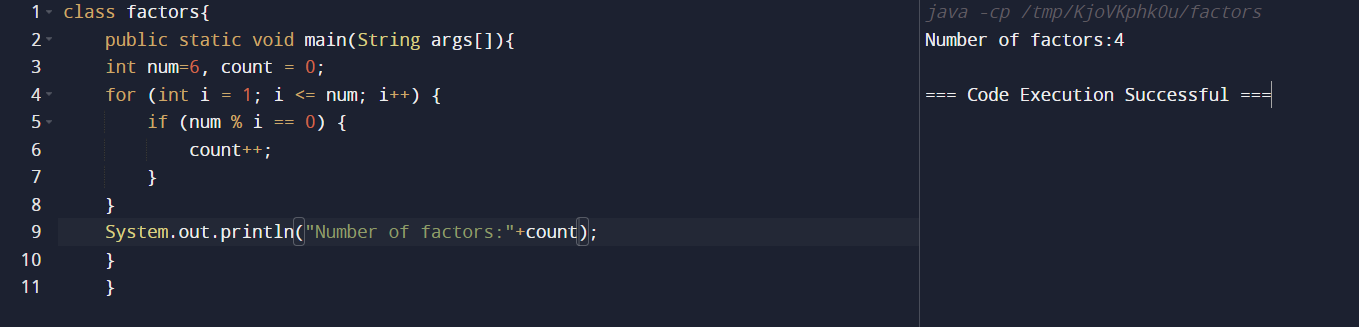 1 class factors{
2 public static void main(String args[]){
3 int num=6, count = 0;
4 for (int i = 1; i <= num; i++) {
5 if (num % i == 0) {
6 count++;
7 }
8 }
9 System.out.println("Number of factors:"+count);
10 }
11 }
java -cp /tmp/KjoVKphkOu/factors
Number of factors:4
=== Code Execution Successful ===